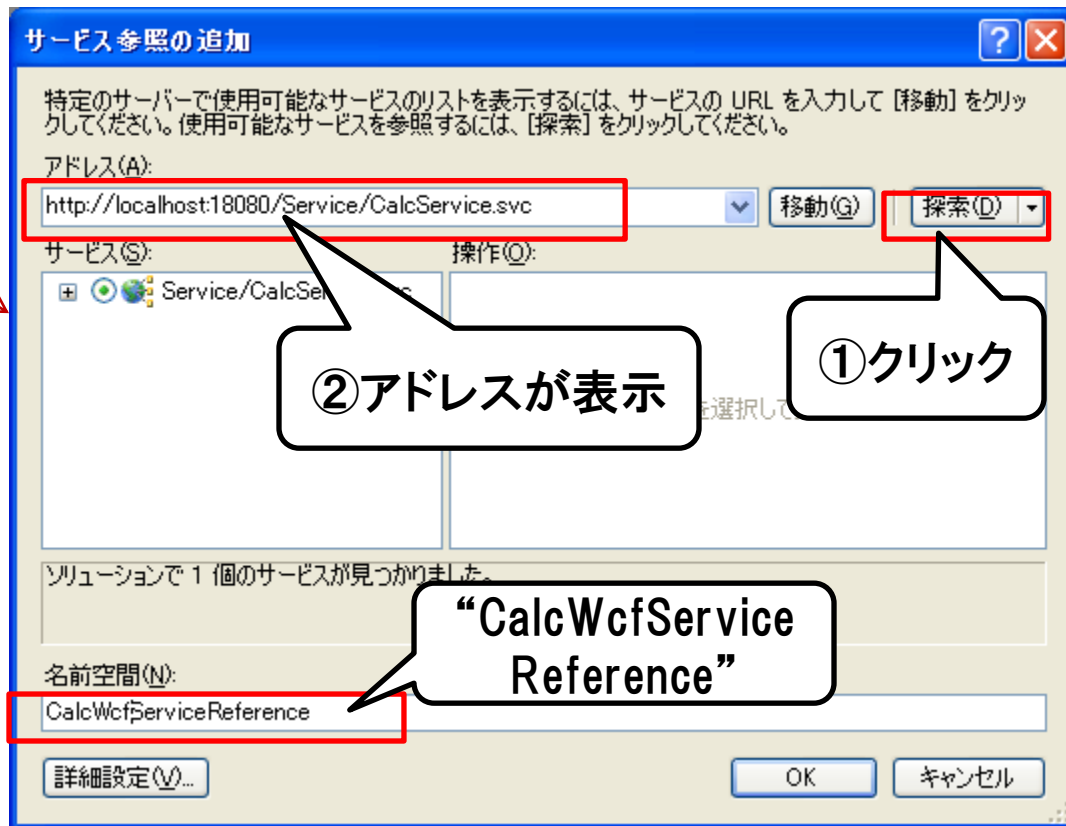 サービス参照の追加
特定のサーバーで使用可能なサービスのリストを表示するには、サービスの URL を入力して [移動] をクリッ
クしてください。使用可能なサービスを参照するには、[探索] をクリックしてください。
アドレス(A):
http://localhost:18080/Service/CalcService.svc
移動(G)
探索(D)
サービス(S):
操作(O):
Service/CalcSer
①クリック
②アドレスが表示
を選択して
ソリューションで 1 個のサービスが見つかりました。
“CalcWcfService
Reference”
名前空間(N):
CalcWcfServiceReference
詳細設定(V)...
OK
キャンセル